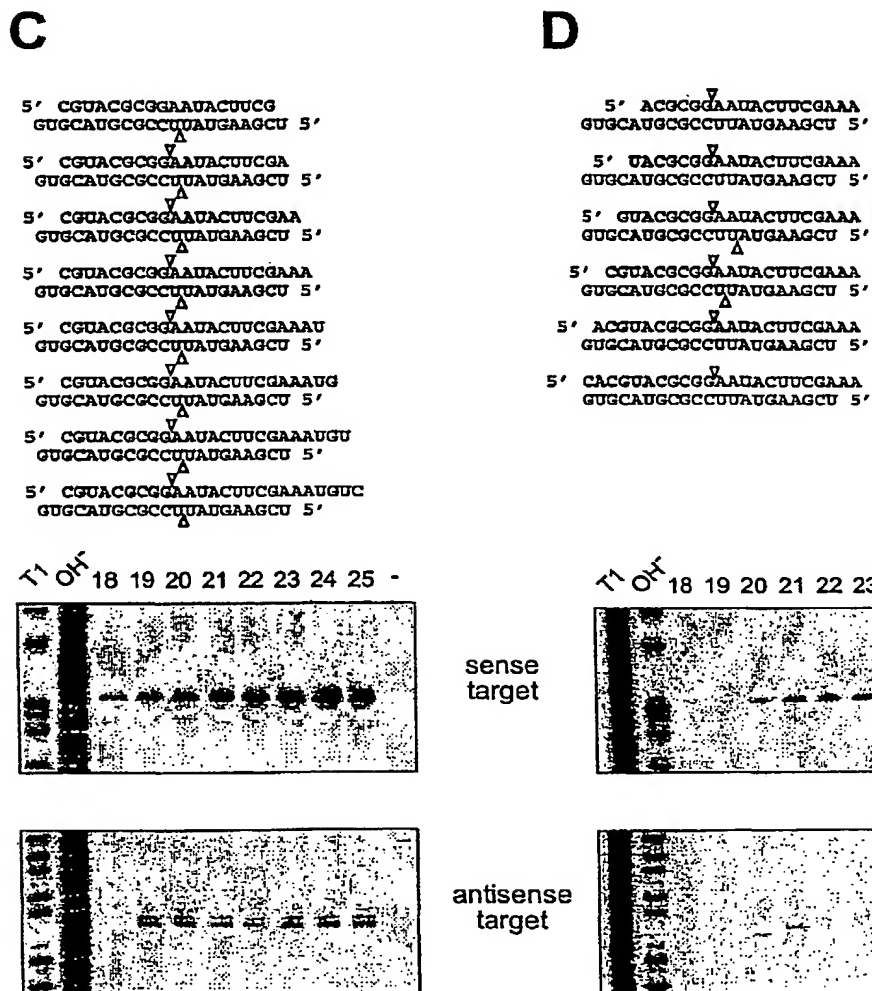 C
5' CGUACGCGGAAUACUUCG
GUGCAUGCGCCUUAUGAAGCU 5'
5' CGUACGCGGAAUACUUCGA
GUGCAUGCGCCUUAUGAAGCU 5'
5' CGUACGCGGAAUACUUCGAA
GUGCAUGCGCCUUAUGAAGCU 5'
5' CGUACGCGGAAUACUUCGAAA
GUGCAUGCGCCUUAUGAAGCU 5'
5' CGUACGCGGAAUACUUCGAAAU
GUGCAUGCGCCUUAUGAAGCU 5'
5' CGUACGCGGAAUACUUCGAAAUG
GUGCAUGCGCCUUAUGAAGCU 5'
5' CGUACGCGGAAUACUUCGAAAUGU
GUGCAUGCGCCUUAUGAAGCU 5'
5' CGUACGCGGAAUACUUCGAAAUGUC
GUGCAUGCGCCUUAUGAAGCU 5'
T1 OH- 18 19 20 21 22 23 24 25 -
D
5' ACGCGGAAUACUUCGAAA
GUGCAUGCGCCUUAUGAAGCU 5'
5' UACGCGGAAUACUUCGAAA
GUGCAUGCGCCUUAUGAAGCU 5'
5' GUACGCGGAAUACUUCGAAA
GUGCAUGCGCCUUAUGAAGCU 5'
5' CGUACGCGGAAUACUUCGAAA
GUGCAUGCGCCUUAUGAAGCU 5'
5' ACGUACGCGGAAUACUUCGAAA
GUGCAUGCGCCUUAUGAAGCU 5'
5' CACGUACGCGGAAUACUUCGAAA
GUGCAUGCGCCUUAUGAAGCU 5'
T1 OH- 18 19 20 21 22 23
sense
target
antisense
target